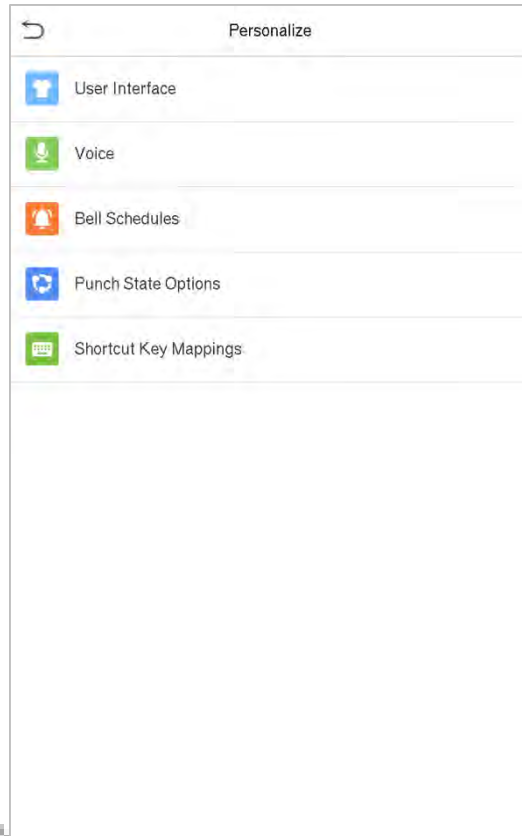 Personalize
User Interface
Voice
Bell Schedules
Punch State Options
Shortcut Key Mappings